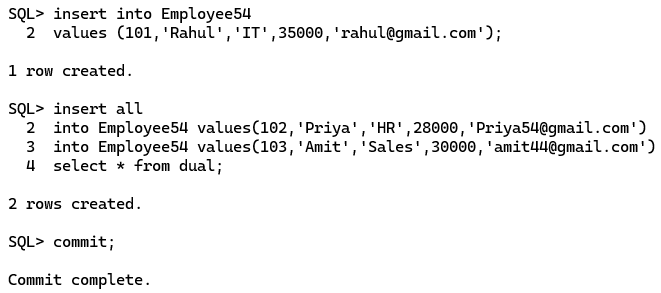 SQL> insert into Employee54
  2  values (101,'Rahul','IT',35000,'rahul@gmail.com');
1 row created.
SQL> insert all
  2  into Employee54 values(102,'Priya','HR',28000,'Priya54@gmail.com')
  3  into Employee54 values(103,'Amit','Sales',30000,'amit44@gmail.com')
  4  select * from dual;
2 rows created.
SQL> commit;
Commit complete.